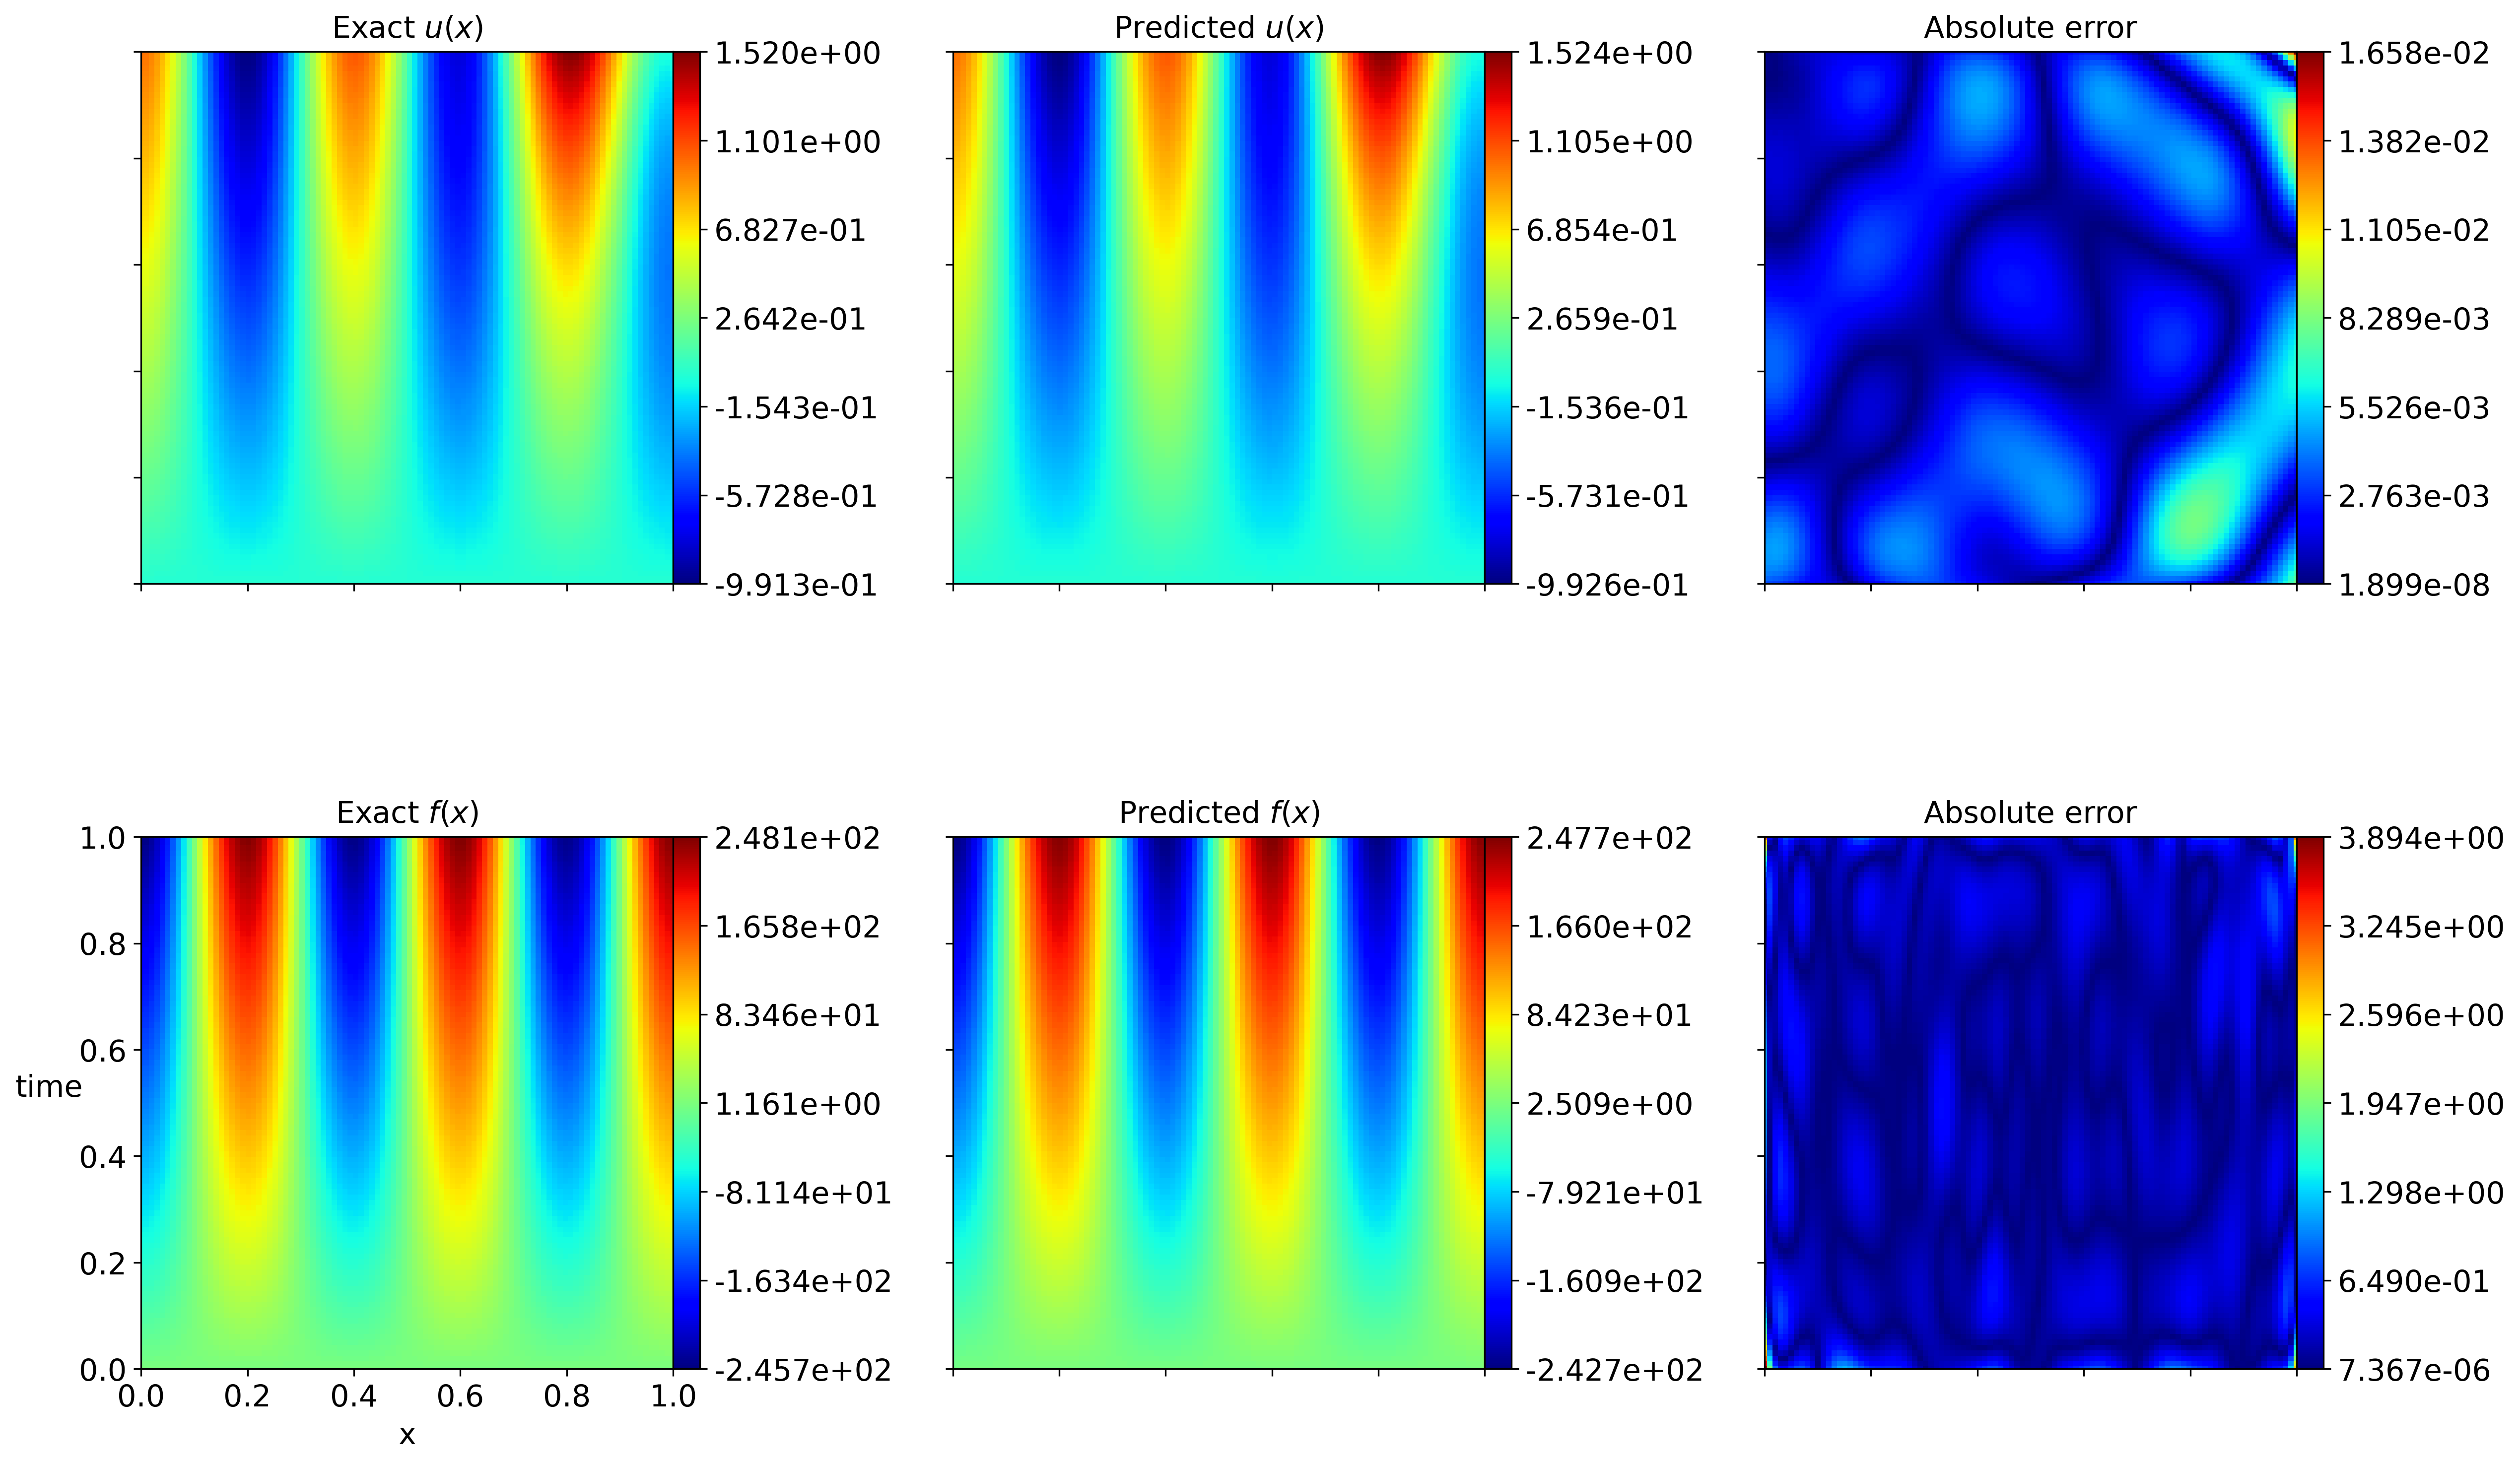 Exact u(x)
1.520e+00
1.101e+00
6.827e-01
2.642e-01
-1.543e-01
-5.728e-01
-9.913e-01
Predicted u(x)
1.524e+00
1.105e+00
6.854e-01
2.659e-01
-1.536e-01
-5.731e-01
-9.926e-01
Absolute error
1.658e-02
1.382e-02
1.105e-02
8.289e-03
5.526e-03
2.763e-03
1.899e-08
Exact f(x)
time
1.0
0.8
0.6
0.4
0.2
0.0
0.0 0.2 0.4 0.6 0.8 1.0
x
2.481e+02
1.658e+02
8.346e+01
1.161e+00
-8.114e+01
-1.634e+02
-2.457e+02
Predicted f(x)
2.477e+02
1.660e+02
8.423e+01
2.509e+00
-7.921e+01
-1.609e+02
-2.427e+02
Absolute error
3.894e+00
3.245e+00
2.596e+00
1.947e+00
1.298e+00
6.490e-01
7.367e-06